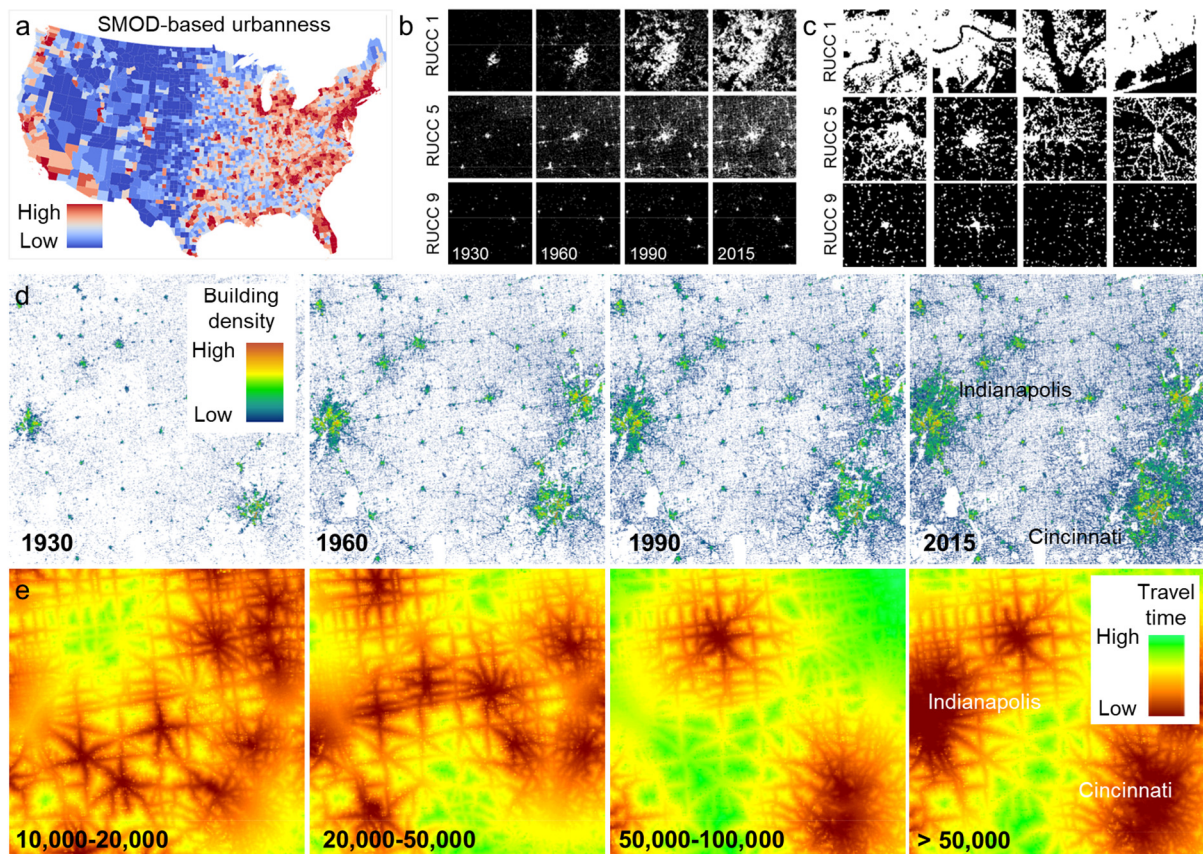 a
SMOD-based urbanness
High
Low
b
RUCC 1
RUCC 5
RUCC 9
1930
1960
1990
2015
c
RUCC 1
RUCC 5
RUCC 9
d
Building
density
High
Low
1930
1960
1990
Indianapolis
Cincinnati
2015
e
10,000-20,000
20,000-50,000
50,000-100,000
Travel
time
High
Low
Indianapolis
Cincinnati
> 50,000